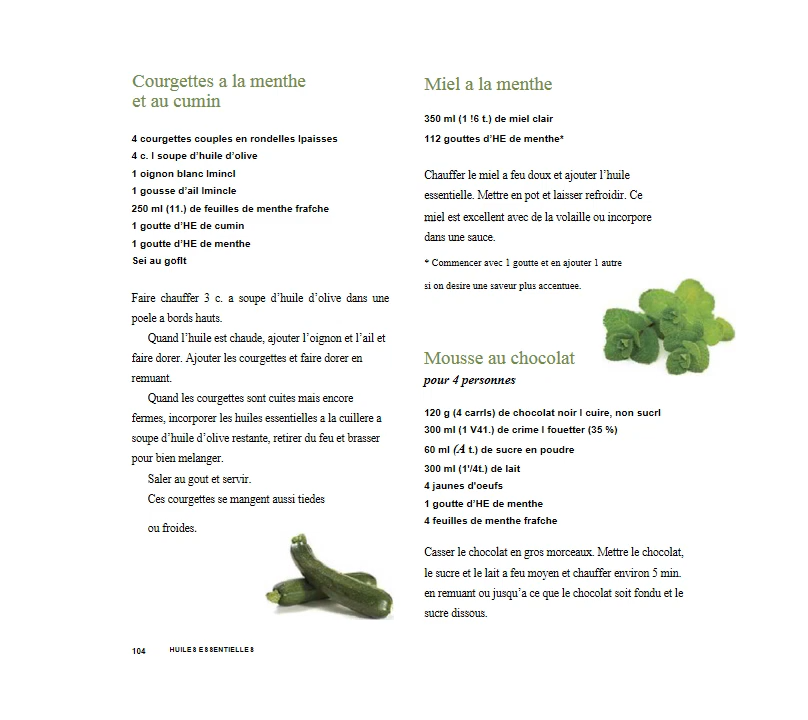 Courgettes a la menthe
et au cumin
4 courgettes couples en rondelles lpaisses
4 c. l soupe d'huile d'olive
1 oignon blanc lmincl
1 gousse d'ail lmincle
250 ml (11.) de feuilles de menthe frafche
1 goutte d'HE de cumin
1 goutte d'HE de menthe
Sei au goflt
Faire chauffer 3 c. a soupe d'huile d'olive dans une
poele a bords hauts.
Quand l'huile est chaude, ajouter l'oignon et l'ail et
faire dorer. Ajouter les courgettes et faire dorer en
remuant.
Quand les courgettes sont cuites mais encore
fermes, incorporer les huiles essentielles a la cuillere a
soupe d'huile d'olive restante, retirer du feu et brasser
pour bien melanger.
Saler au gout et servir.
Ces courgettes se mangent aussi tiedes
ou froides.
Miel a la menthe
350 ml (1 !6 t.) de miel clair
112 gouttes d'HE de menthe*
Chauffer le miel a feu doux et ajouter l'huile
essentielle. Mettre en pot et laisser refroidir. Ce
miel est excellent avec de la volaille ou incorpore
dans une sauce.
* Commencer avec 1 goutte et en ajouter 1 autre
si on desire une saveur plus accentuee.
Mousse au chocolat
pour 4 personnes
120 g (4 carrls) de chocolat noir l cuire, non sucrl
300 ml (1 V41.) de crime l fouetter (35 %)
60 ml (A t.) de sucre en poudre
300 ml (1'/4t.) de lait
4 jaunes d'oeufs
1 goutte d'HE de menthe
4 feuilles de menthe frafche
Casser le chocolat en gros morceaux. Mettre le chocolat,
le sucre et le lait a feu moyen et chauffer environ 5 min.
en remuant ou jusqu'a ce que le chocolat soit fondu et le
sucre dissous.
104 HUILES ESSENTIELLES